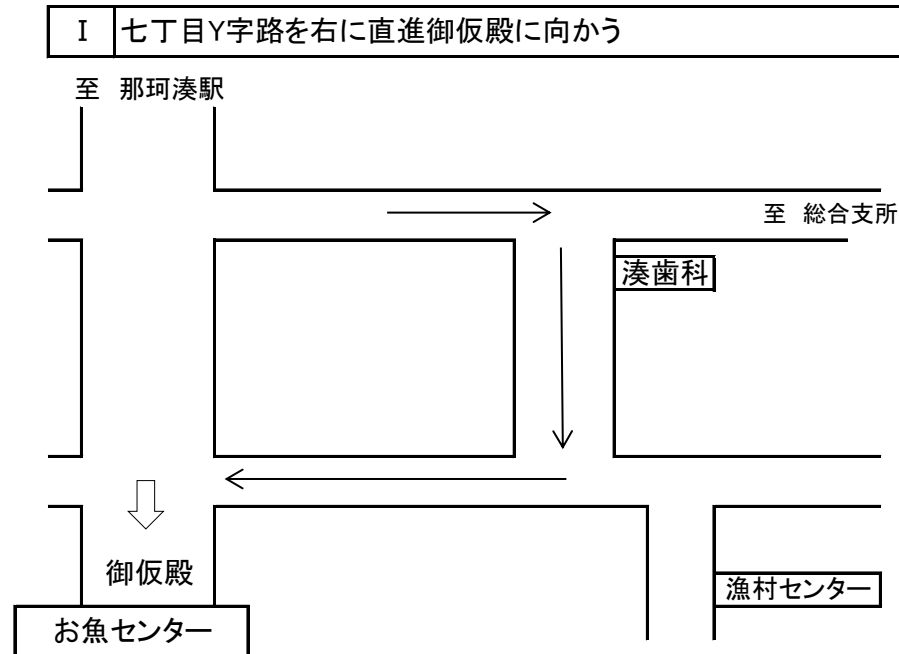 I 七丁目Y字路を右に直進御仮殿に向かう
至 那珂湊駅
至 総合支所
湊歯科
御仮殿
漁村センター
お魚センター